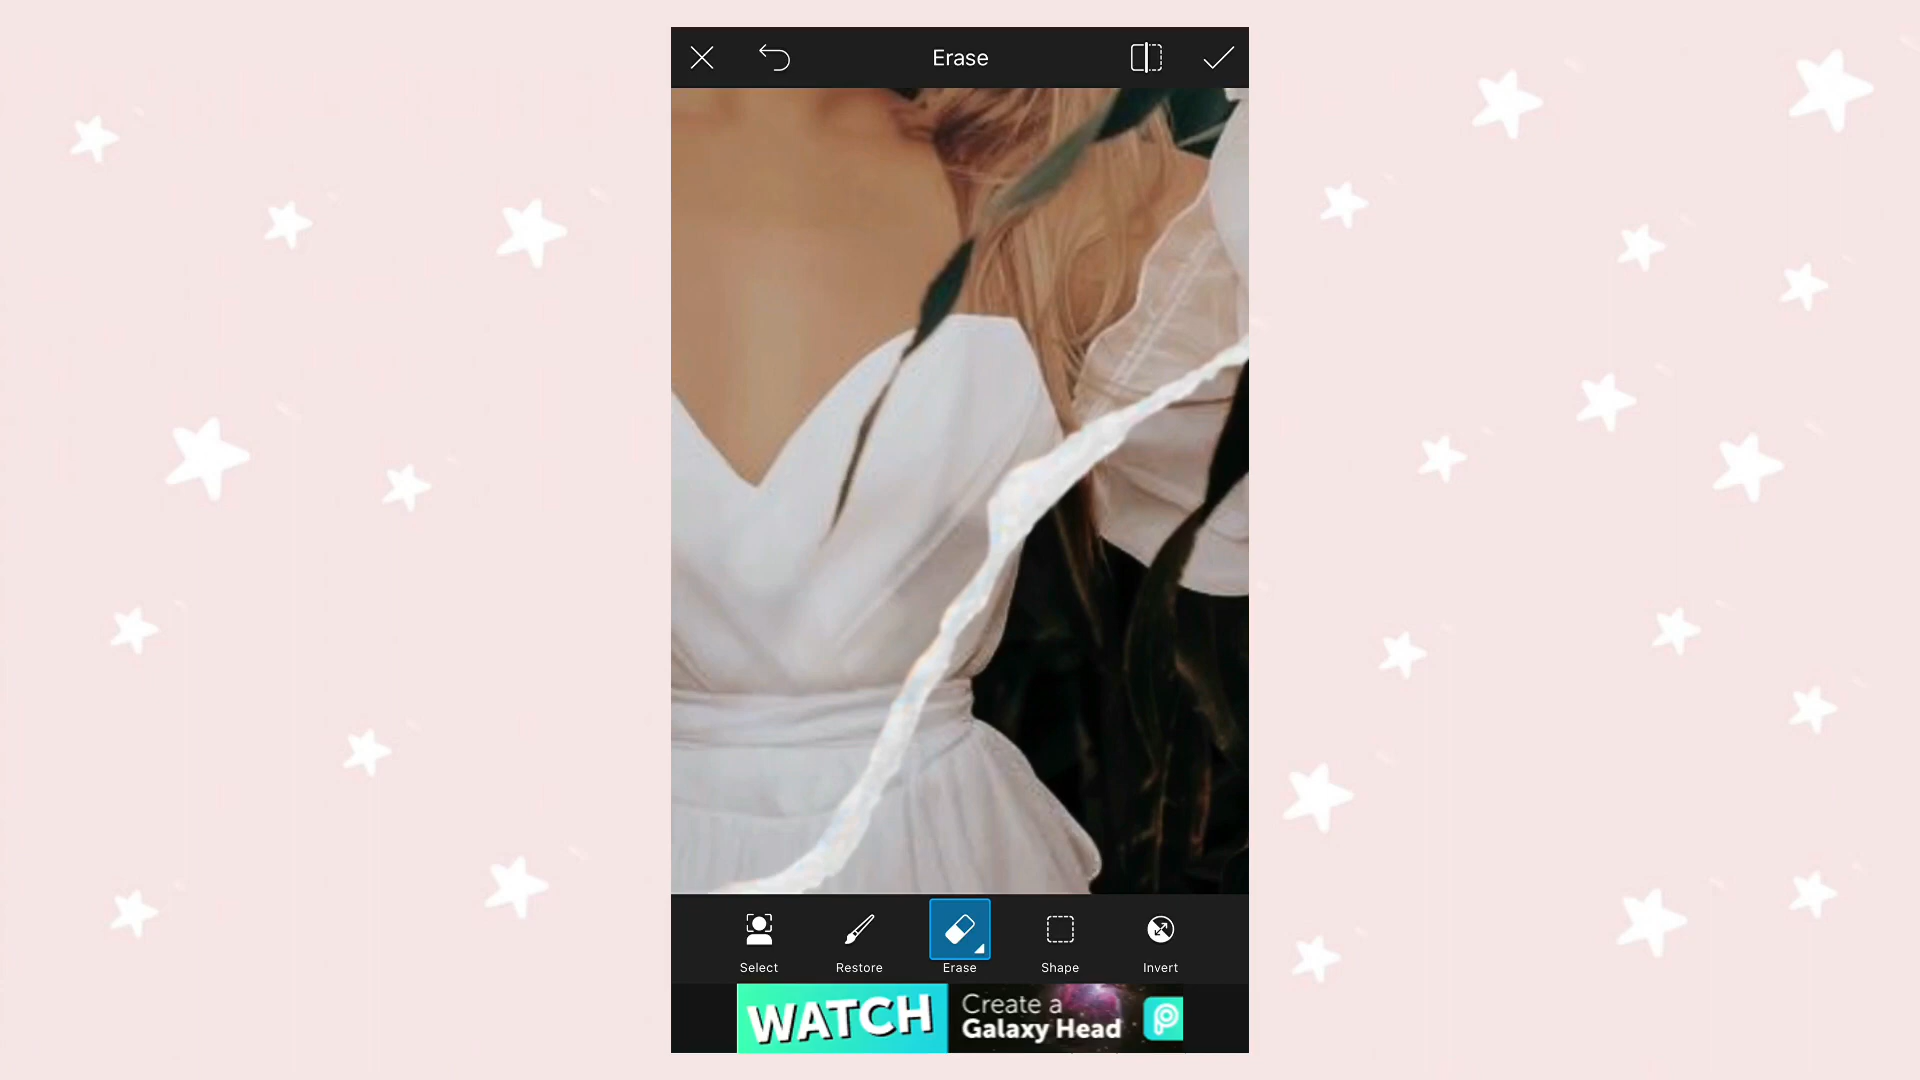 Erase
Select
Restore
Erase
Shape
Invert
WATCH
Create a
Galaxy Head